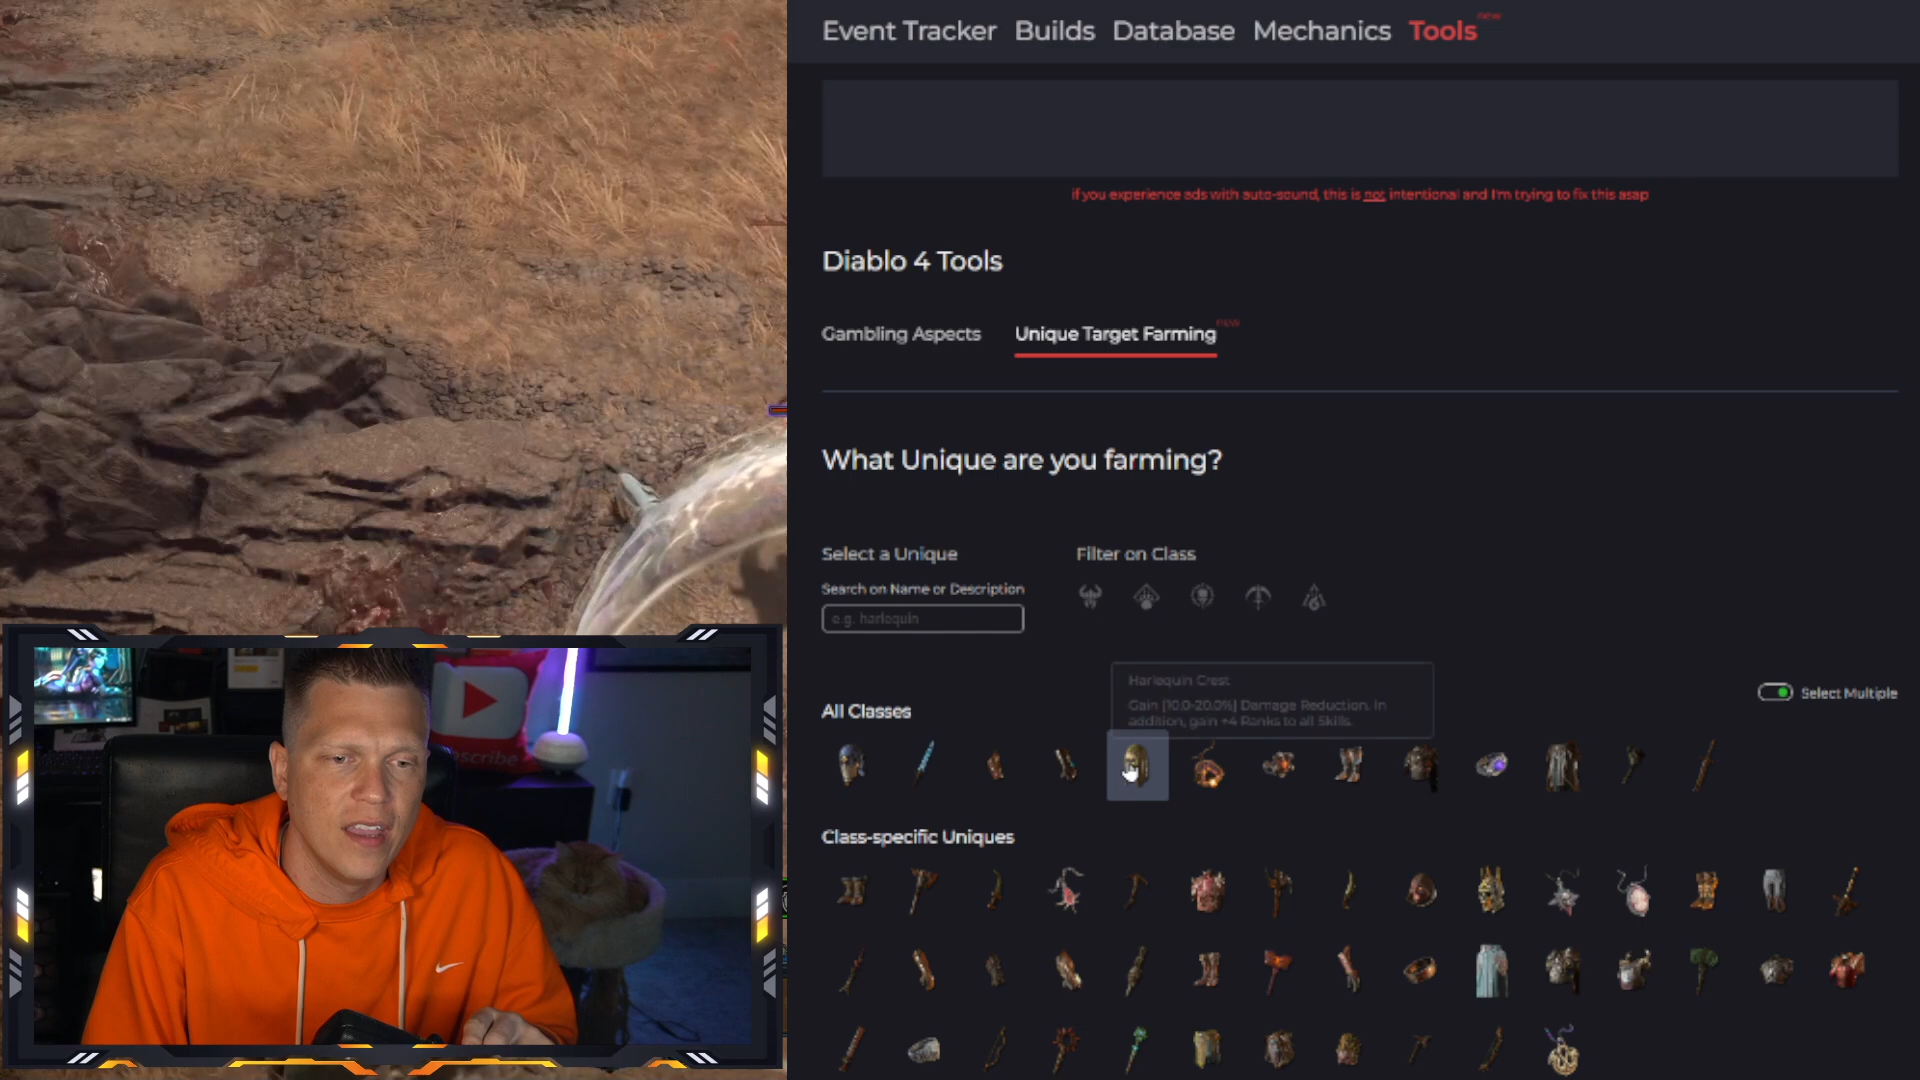 Event Tracker Builds Database Mechanics Tools new
if you experience ads with auto-sound, this is not intentional and I'm trying to fix this asap
Diablo 4 Tools
Gambling Aspects Unique Target Farming new
What Unique are you farming?
Select a Unique Filter on Class
Search on Name or Description
e.g. harlequin
Harlequin Crest
Gain [10.0-20.0%] Damage Reduction. In
addition, gain +4 Ranks to all Skills.
Select Multiple
All Classes
Class-specific Uniques
scribe